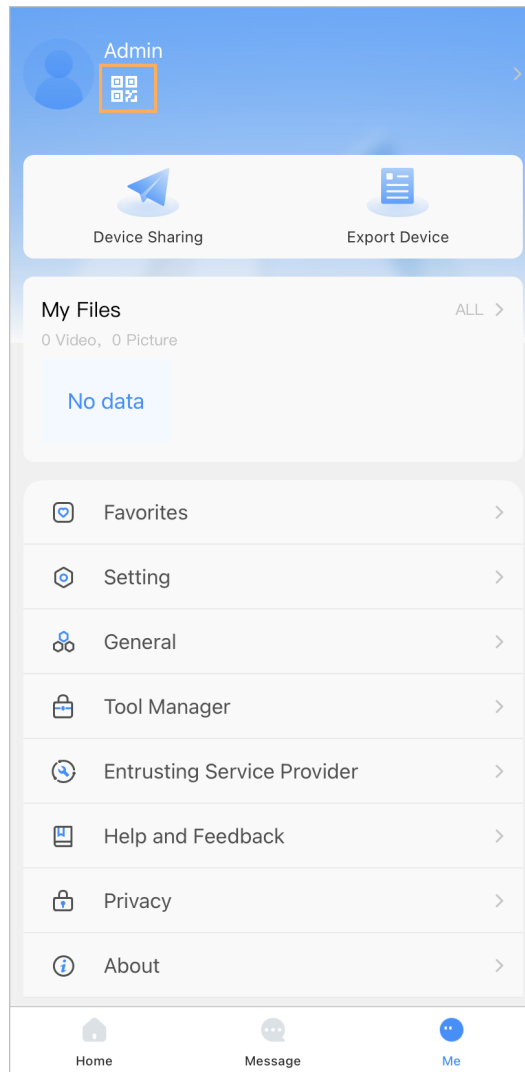 Admin
Device Sharing
Export Device
My Files
ALL
0 Video，0 Picture
No data
Favorites
Setting
General
Tool Manager
Entrusting Service Provider
Help and Feedback
Privacy
About
Home
Message
Me